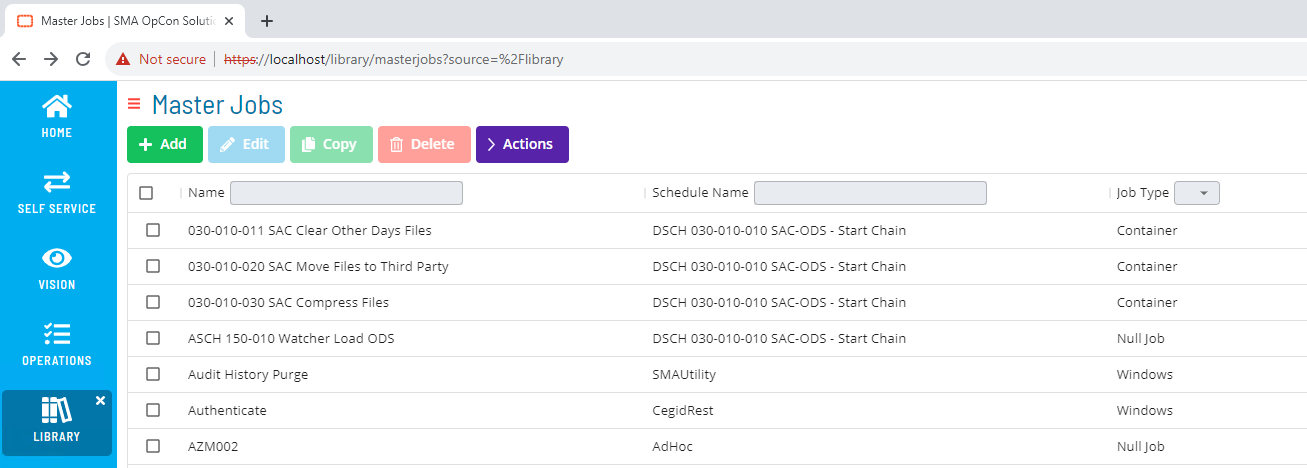 Master Jobs | SMA OpCon Soluti
Not secure https://localhost/library/masterjobs?source=%2Flibrary
HOME
SELF SERVICE
VISION
OPERATIONS
LIBRARY
Master Jobs
Add Edit Copy Delete Actions
Name Schedule Name Job Type
030-010-011 SAC Clear Other Days Files DSCH 030-010-010 SAC-ODS - Start Chain Container
030-010-020 SAC Move Files to Third Party DSCH 030-010-010 SAC-ODS - Start Chain Container
030-010-030 SAC Compress Files DSCH 030-010-010 SAC-ODS - Start Chain Container
ASCH 150-010 Watcher Load ODS DSCH 030-010-010 SAC-ODS - Start Chain Null Job
Audit History Purge SMAUtility Windows
Authenticate CegidRest Windows
AZM002 AdHoc Null Job